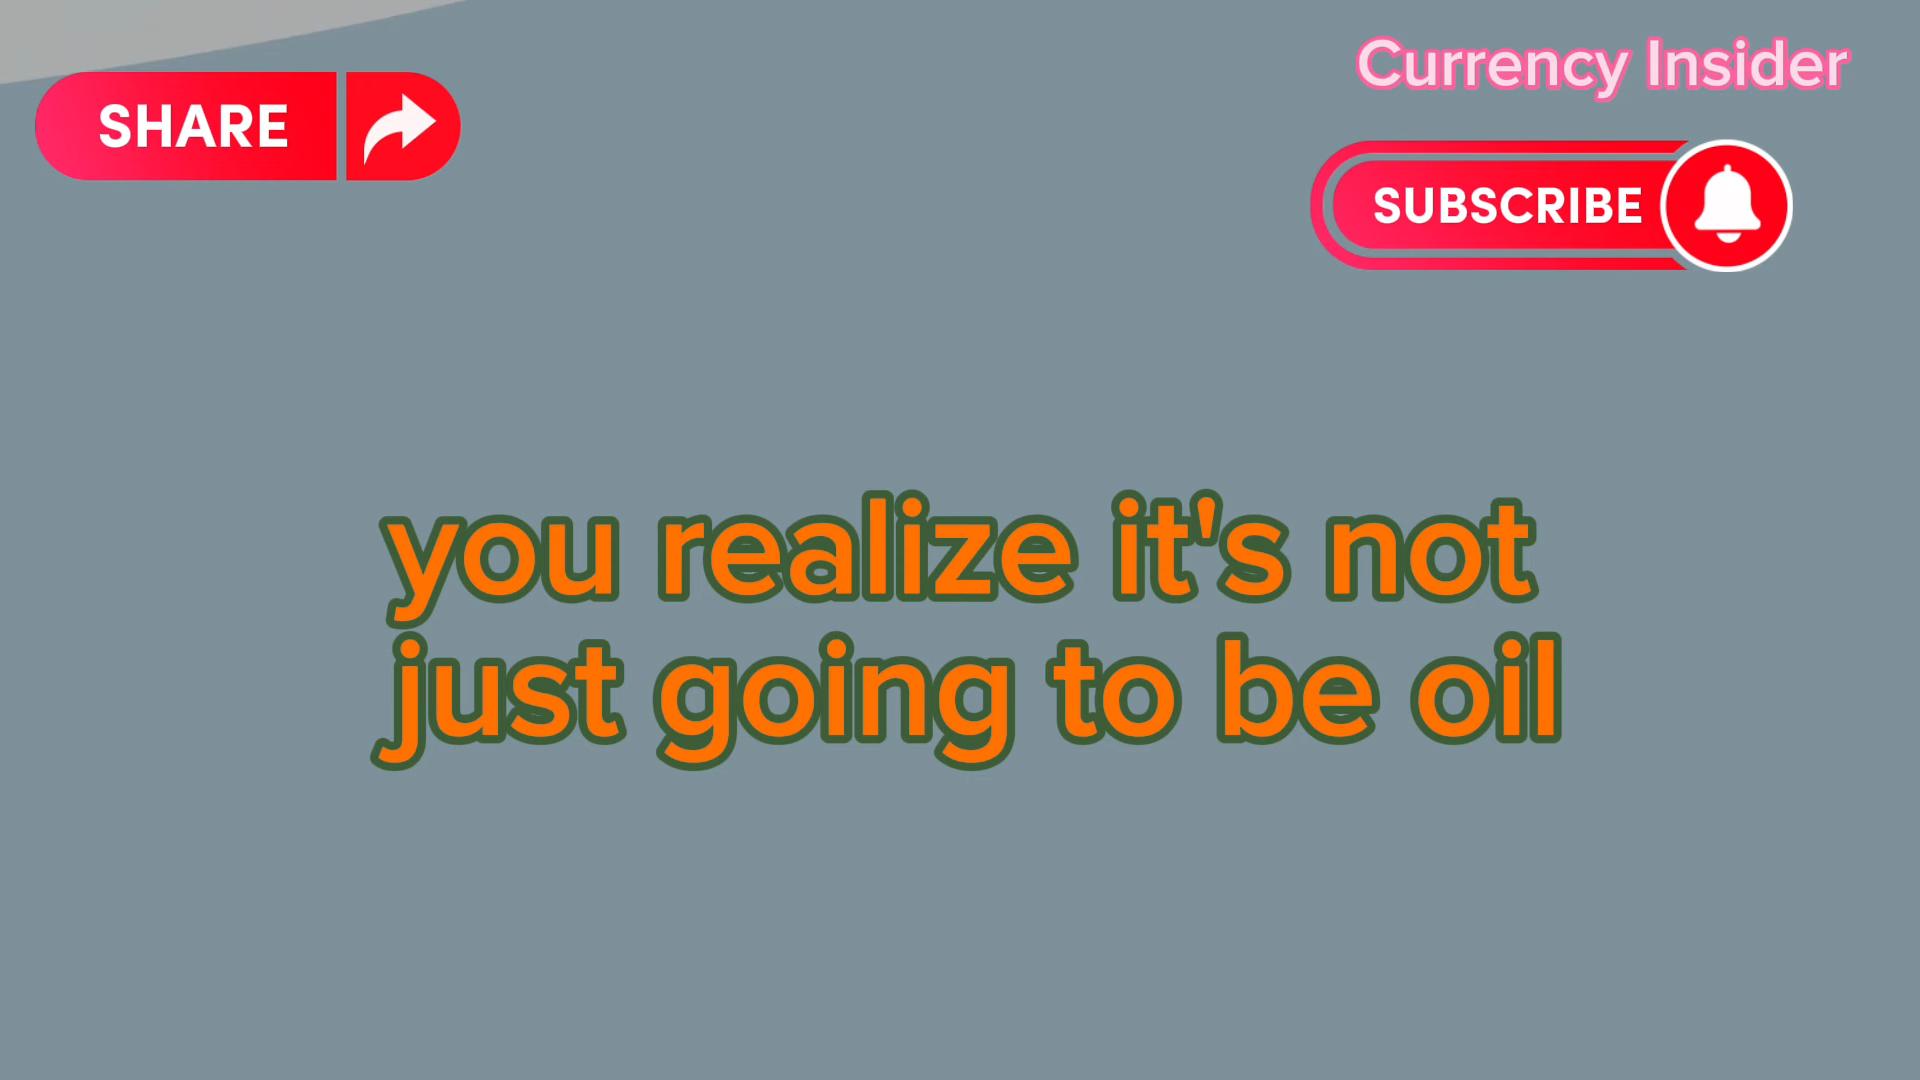 Currency Insider
SHARE
SUBSCRIBE
you realize it's not
just going to be oil